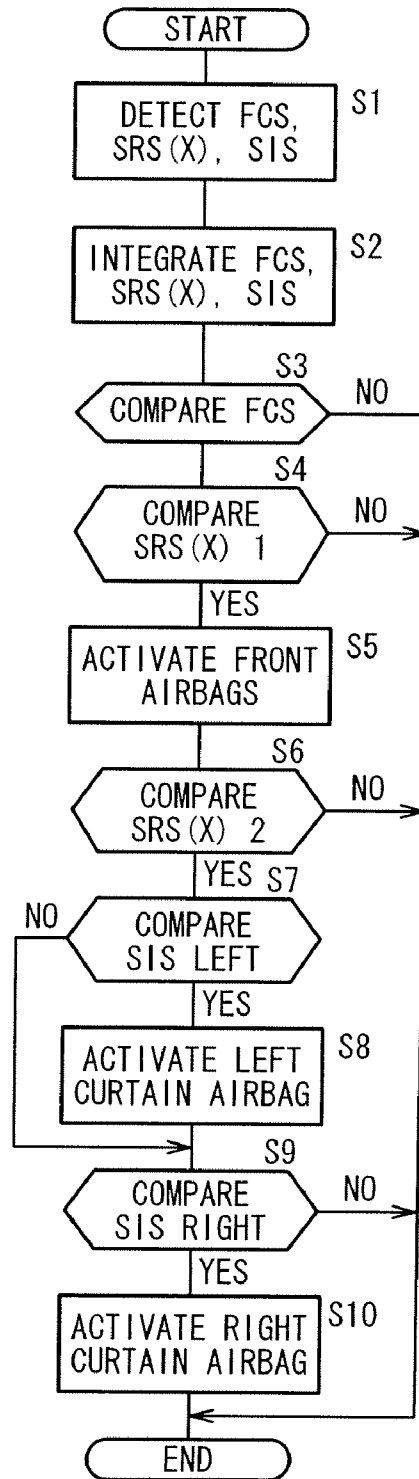 START
S1
DETECT FCS,
SRS(X), SIS
S2
INTEGRATE FCS,
SRS(X), SIS
S3
COMPARE FCS
NO
S4
COMPARE
SRS(X) 1
NO
YES
S5
ACTIVATE FRONT
AIRBAGS
S6
COMPARE
SRS(X) 2
NO
YES
S7
NO
COMPARE
SIS LEFT
YES
S8
ACTIVATE LEFT
CURTAIN AIRBAG
S9
COMPARE
SIS RIGHT
NO
YES
S10
ACTIVATE RIGHT
CURTAIN AIRBAG
END